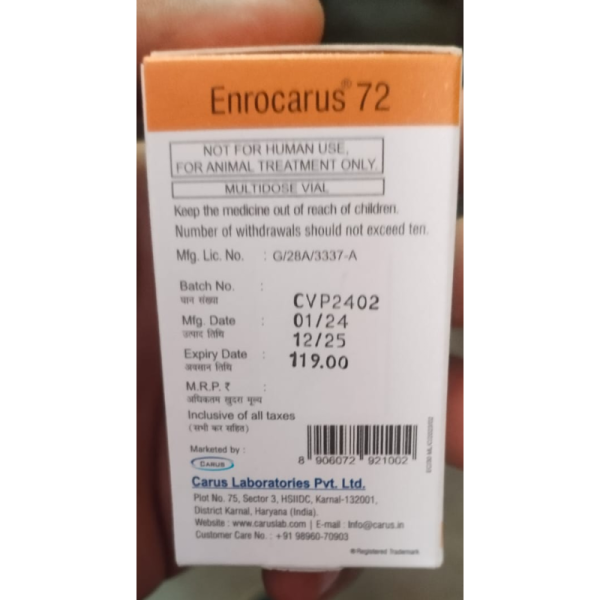 Enrocarus® 72
NOT FOR HUMAN USE,
FOR ANIMAL TREATMENT ONLY.
MULTIDOSE VIAL
Keep the medicine out of reach of children.
Number of withdrawals should not exceed ten.
Mfg. Lic. No. : G/28A/3337-A
Batch No. :
घान संख्या
CVP2402
Mfg. Date : 01/24
उत्पाद तिथि
12/25
Expiry Date : 119.00
अवसान तिथि
M.R.P. ₹ :
अधिकतम खुदरा मूल्य
Inclusive of all taxes
(सभी कर सहित)
Marketed by :
CARUS
8 906072 921002
Carus Laboratories Pvt. Ltd.
Plot No. 75, Sector 3, HSIIDC, Karnal-132001,
District Karnal, Haryana (India).
Website : www.caruslab.com | E-mail : Info@carus.in
Customer Care No. : +91 98960-70903
® Registered Trademark